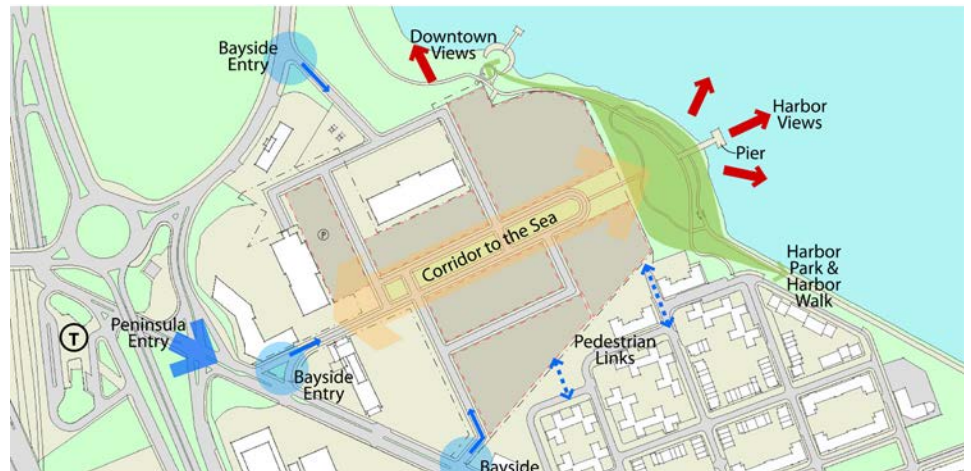 Bayside
Entry
Downtown
Views
Harbor
Views
Pier
Corridor to the Sea
P
Harbor
Park &
Harbor
Walk
Peninsula
Entry
T
Bayside
Entry
Pedestrian
Links
Bayside